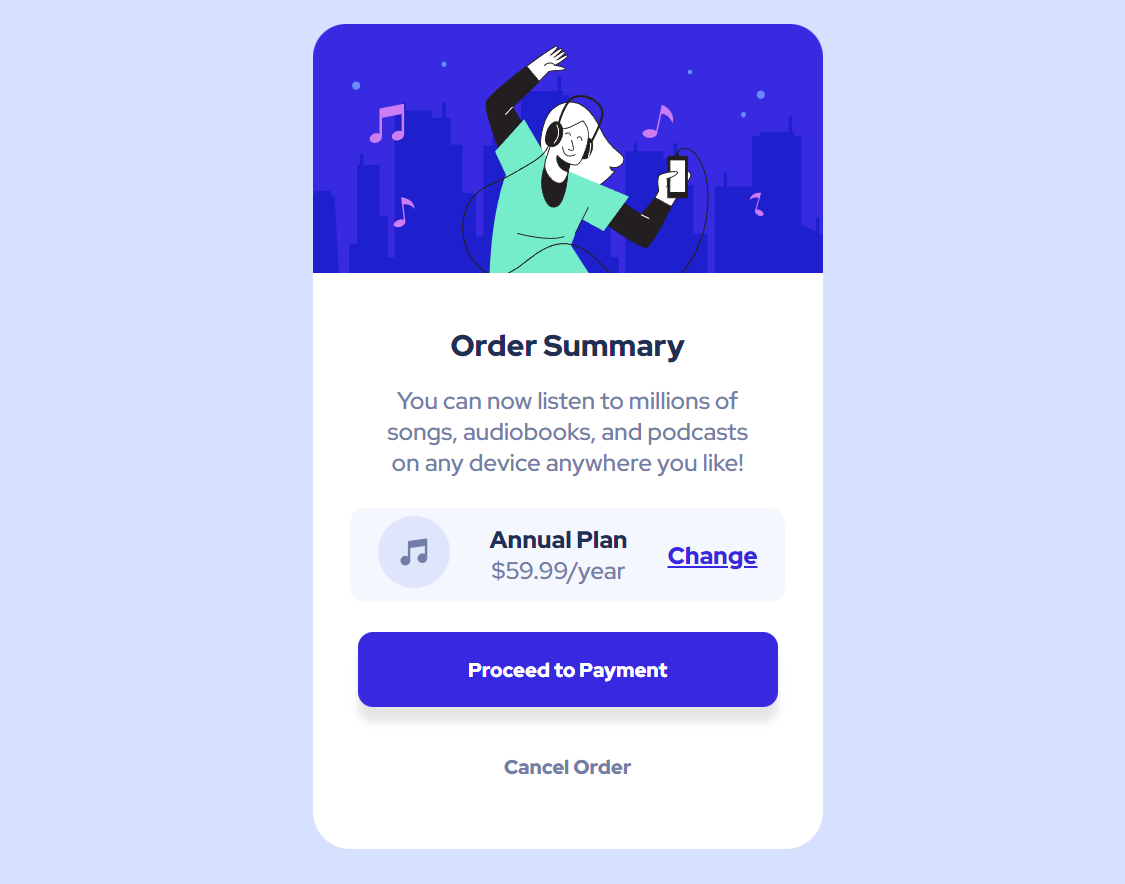 Order Summary
You can now listen to millions of
songs, audiobooks, and podcasts
on any device anywhere you like!
Annual Plan
$59.99/year
Change
Proceed to Payment
Cancel Order